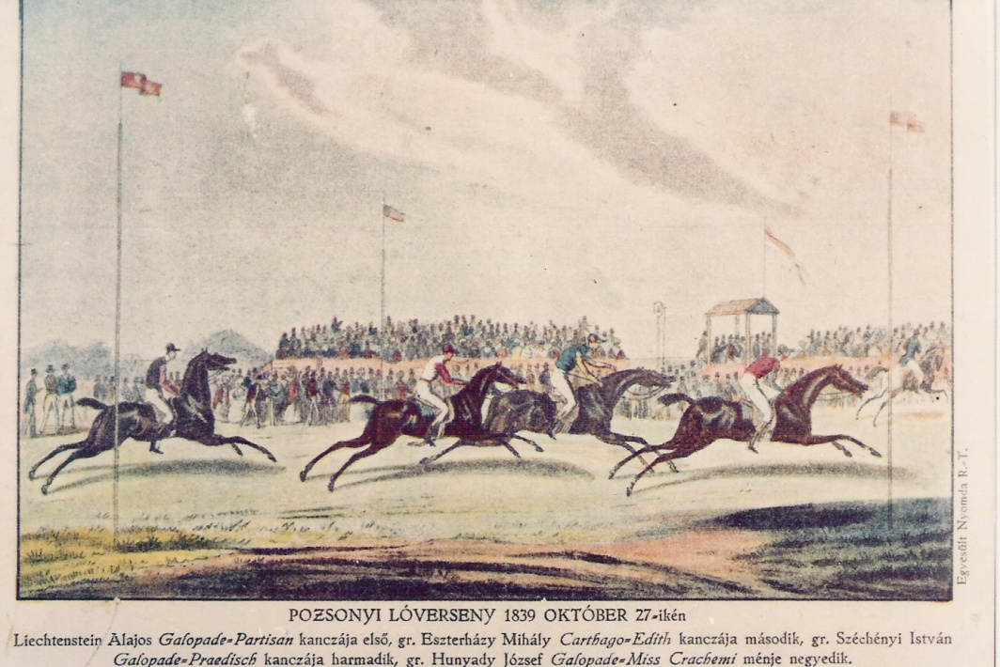 Egyesült Nyomda R.-T.
POZSONYI LÓVERSENY 1839 OKTÓBER 27-ikén
Liechtenstein Alajos Galopade=Partisan kanczája első, gr. Eszterházy Mihály Carthago=Edith kanczája második, gr. Széchényi István
Galopade=Praedisch kanczája harmadik, gr. Hunyady József Galopade=Miss Crachemi ménje negyedik.